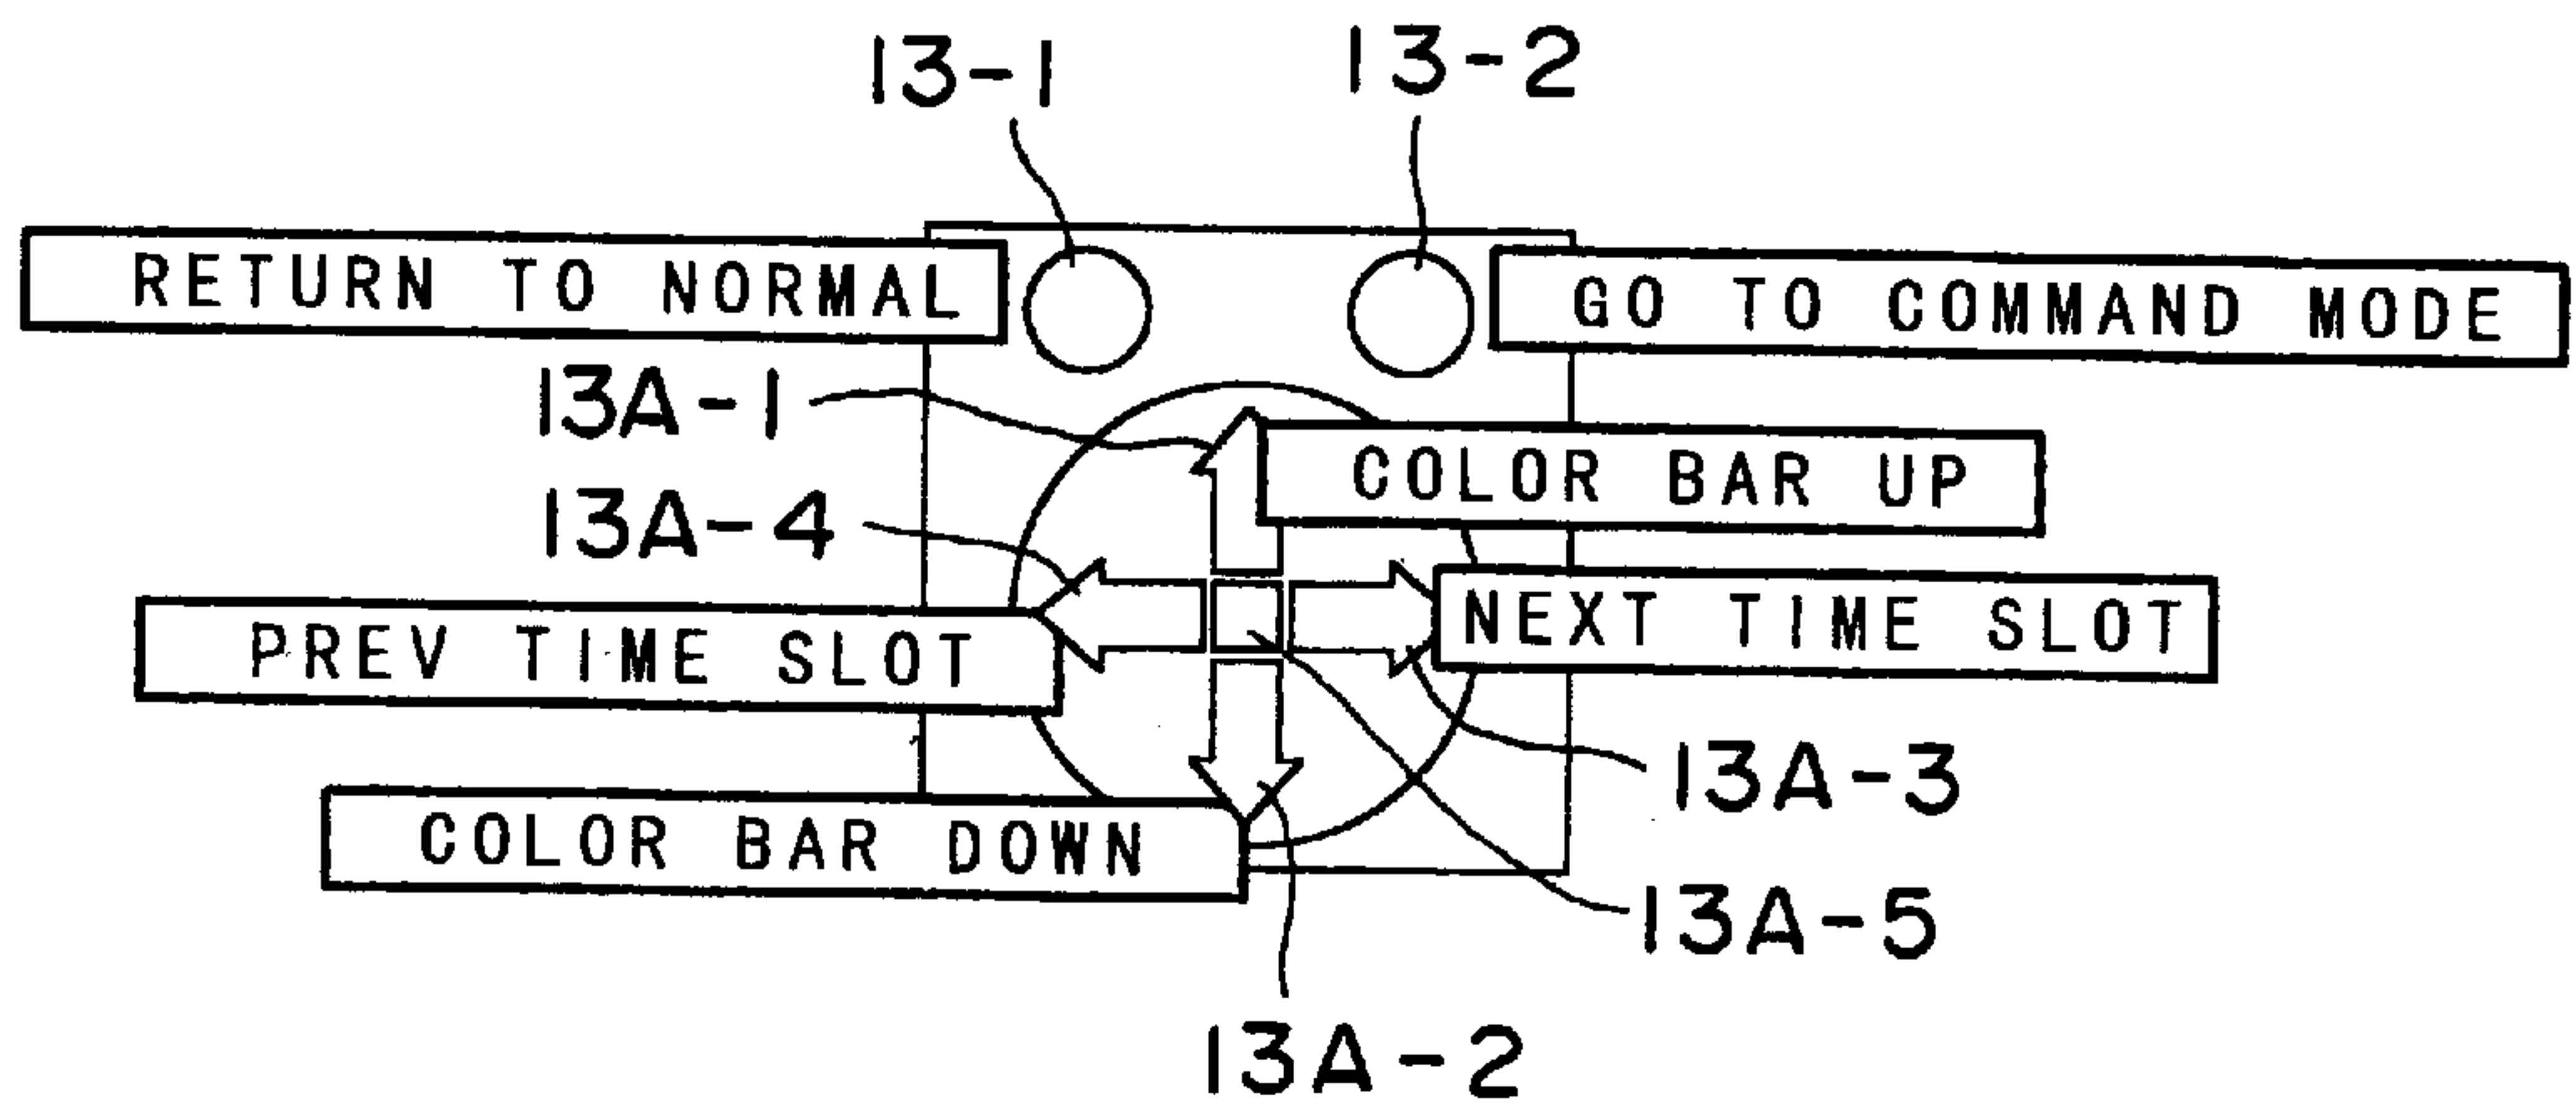 13-1
13-2
RETURN TO NORMAL
GO TO COMMAND MODE
13A-1
COLOR BAR UP
13A-4
NEXT TIME SLOT
PREV TIME SLOT
13A-3
COLOR BAR DOWN
13A-5
13A-2